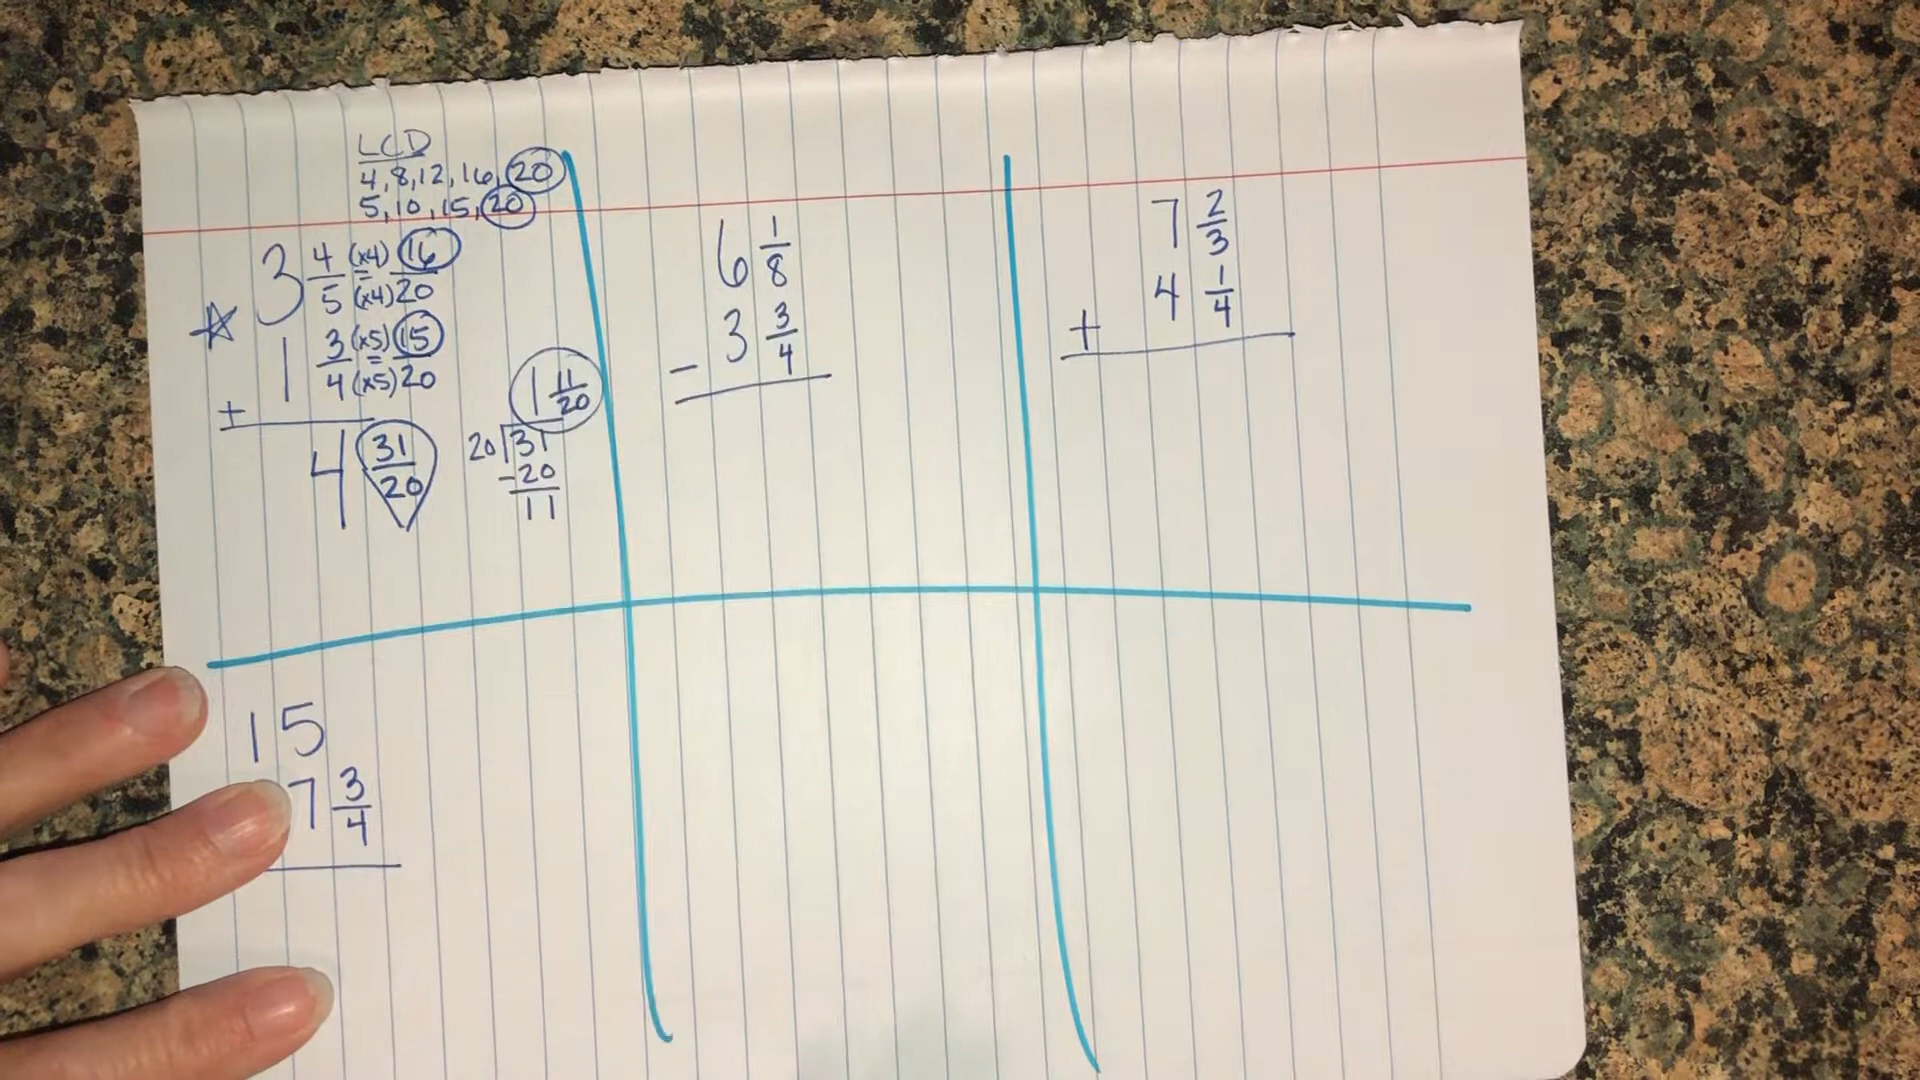 LCD
4,8,12,16,20
5,10,15,20
3 4/5 (x4)/(x4) = 16/20
+ 1 3/4 (x5)/(x5) = 15/20
4 31/20
1 11/20
20 31
-20
11
6 1/8
- 3 3/4
7 2/3
+ 4 1/4
15
7 3/4